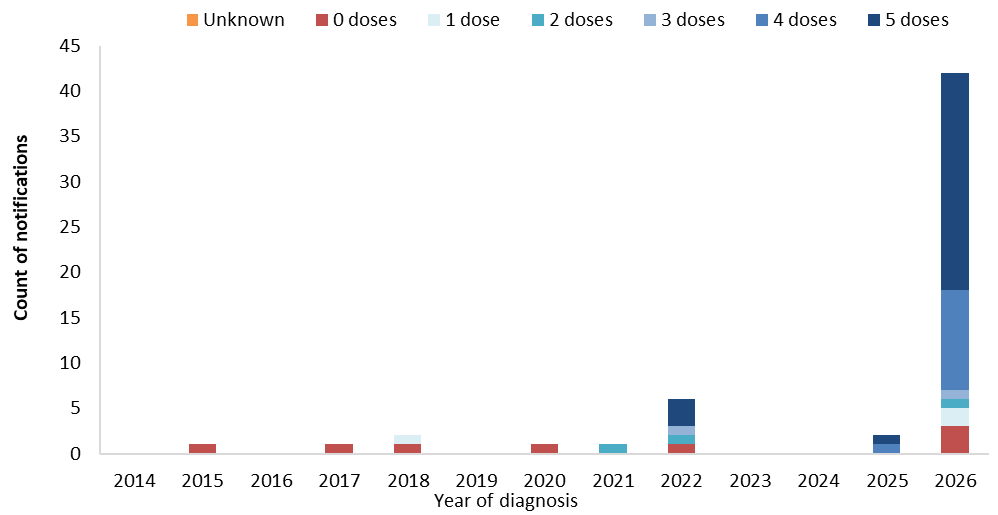 Unknown 0 doses 1 dose 2 doses 3 doses 4 doses 5 doses
45
40
35
30
25
20
15
10
5
0
Count of notifications
2014 2015 2016 2017 2018 2019 2020 2021 2022 2023 2024 2025 2026
Year of diagnosis